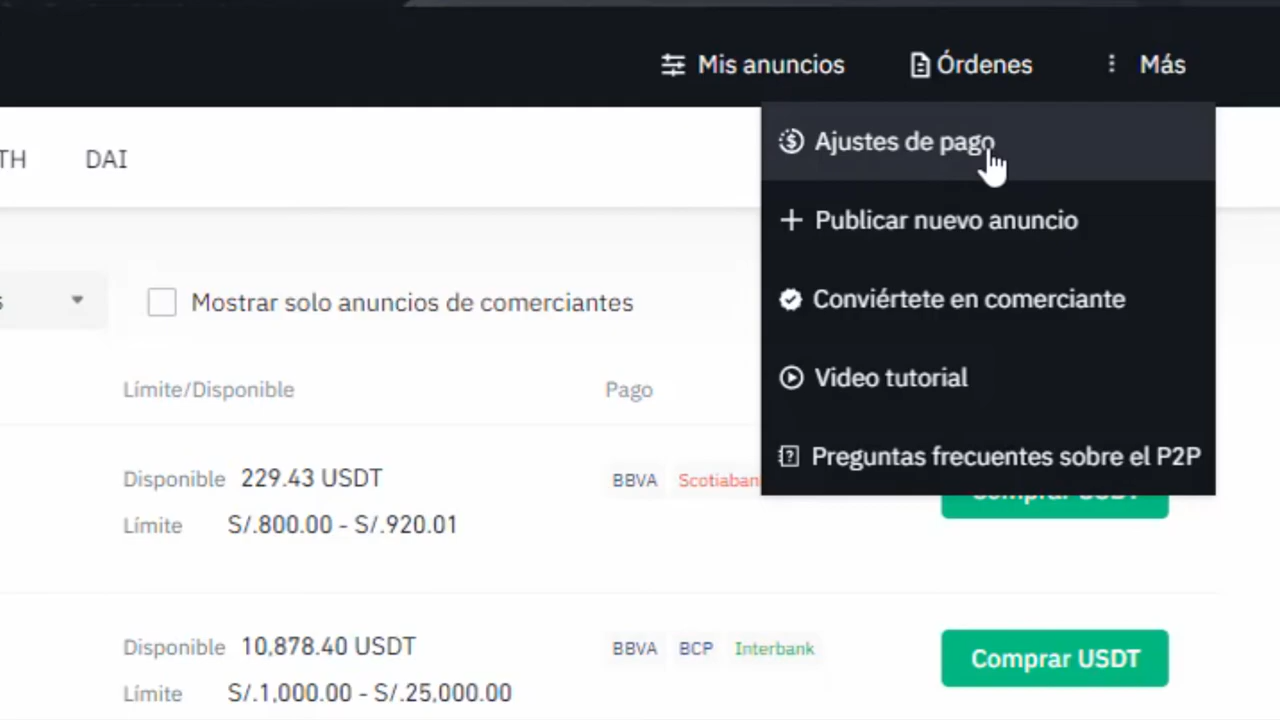 Mis anuncios
Órdenes
Más
TH
DAI
Ajustes de pago
Publicar nuevo anuncio
Conviértete en comerciante
Video tutorial
Preguntas frecuentes sobre el P2P
s
Mostrar solo anuncios de comerciantes
Límite/Disponible
Pago
Disponible 229.43 USDT
BBVA Scotiaban
Comprar USDT
Límite S/.800.00 - S/.920.01
Disponible 10,878.40 USDT
BBVA BCP Interbank
Comprar USDT
Límite S/.1,000.00 - S/.25,000.00